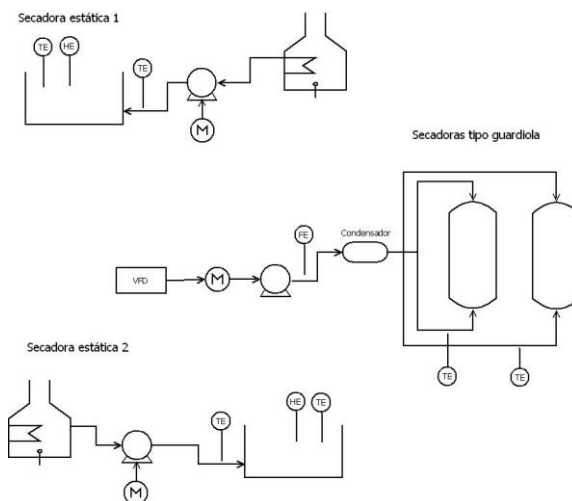 Secadora estática 1
TE
HE
TE
M
Secadoras tipo guardiola
FE
Condensador
VFD
M
TE
TE
Secadora estática 2
TE
HE
TE
M